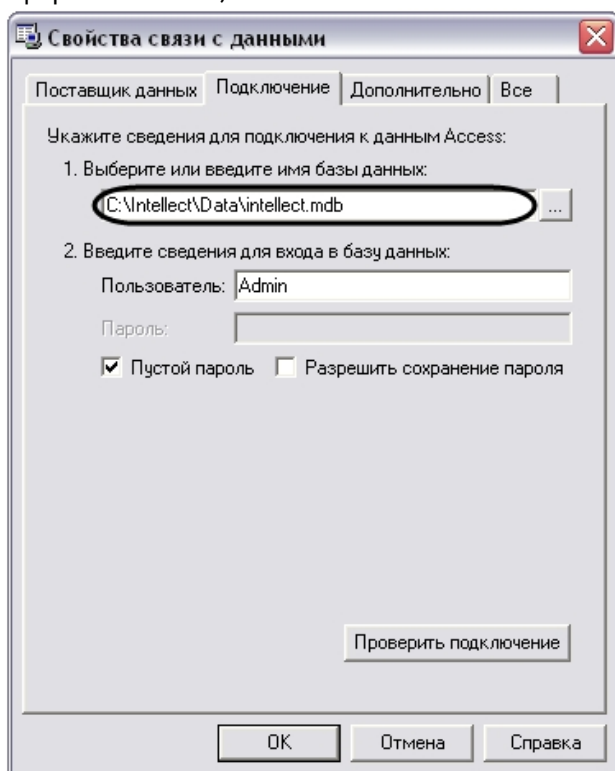 Свойства связи с данными
Поставщик данных Подключение Дополнительно Все
Укажите сведения для подключения к данным Access:
1. Выберите или введите имя базы данных:
C:\Intellect\Data\intellect.mdb ...
2. Введите сведения для входа в базу данных:
Пользователь: Admin
Пароль:
Пустой пароль Разрешить сохранение пароля
Проверить подключение
OK Отмена Справка